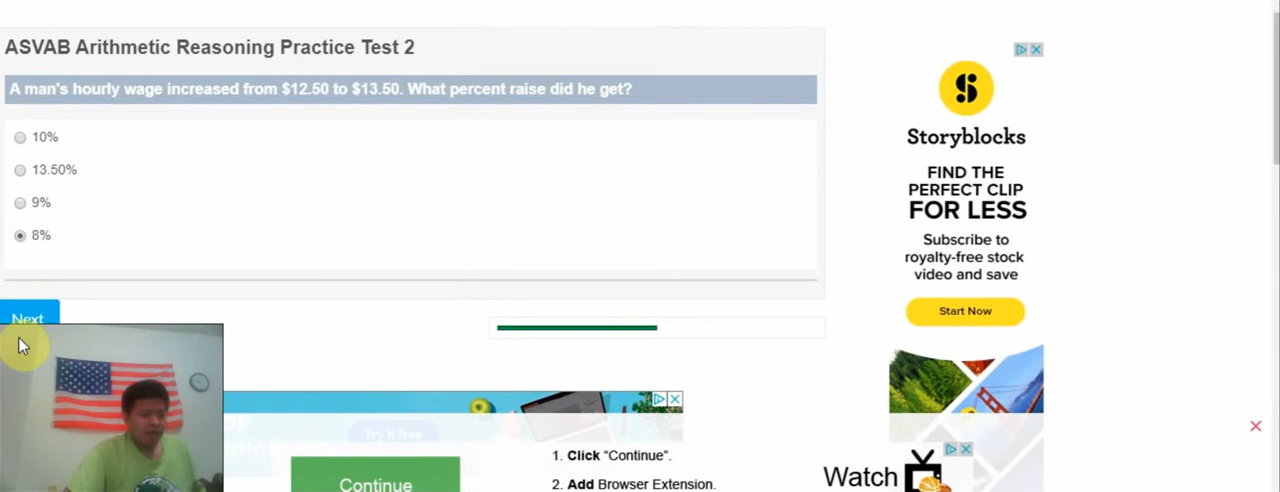 ASVAB Arithmetic Reasoning Practice Test 2
A man's hourly wage increased from $12.50 to $13.50. What percent raise did he get?
10%
13.50%
9%
8%
Next
Storyblocks
FIND THE
PERFECT CLIP
FOR LESS
Subscribe to
royalty-free stock
video and save
Start Now
Try it free
Continue
1. Click “Continue”.
2. Add Browser Extension.
Watch